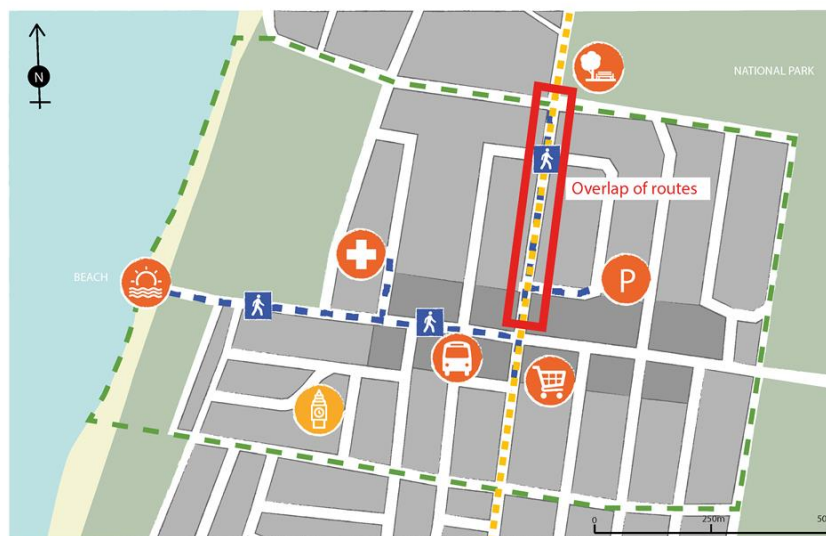 N
NATIONAL PARK
Overlap of routes
BEACH
P
0
250m
50